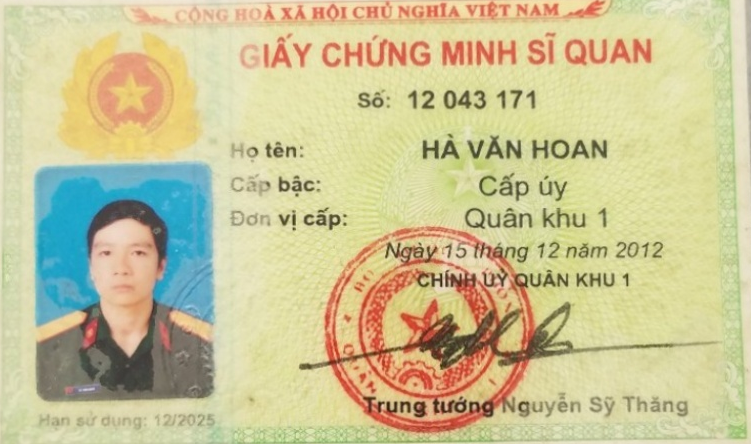 CỘNG HOÀ XÃ HỘI CHỦ NGHĨA VIỆT NAM
GIẤY CHỨNG MINH SĨ QUAN
Số: 12 043 171
Họ tên: HÀ VĂN HOAN
Cấp bậc: Cấp úy
Đơn vị cấp: Quân khu 1
Ngày 15 tháng 12 năm 2012
CHÍNH ỦY QUÂN KHU 1
Trung tướng Nguyễn Sỹ Thăng
Hạn sử dụng: 12/2025